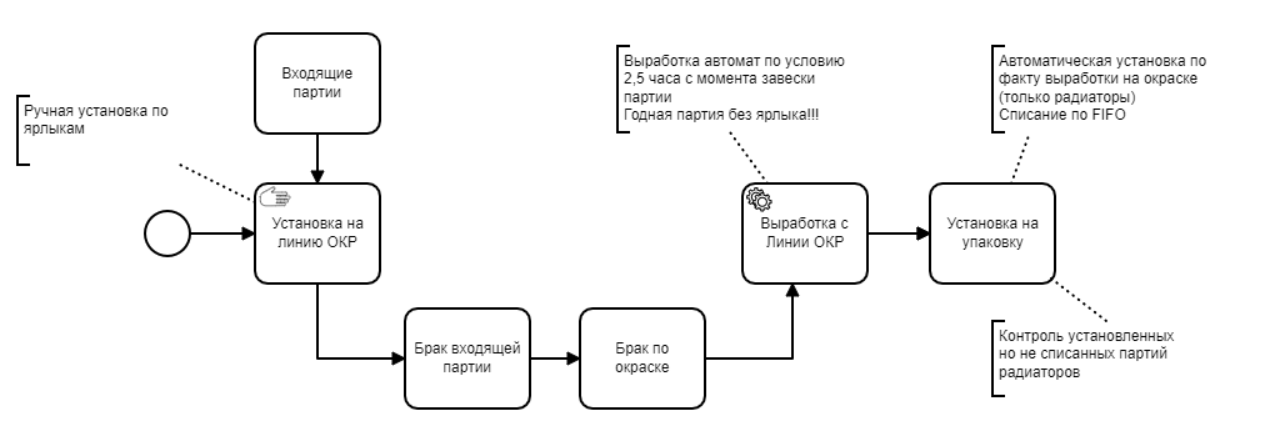 Ручная установка по
ярлыкам
Входящие
партии
Установка на
линию ОКР
Брак входящей
партии
Брак по
окраске
Выработка автомат по условию
2,5 часа с момента завески
партии
Годная партия без ярлыка!!!
Выработка с
Линии ОКР
Автоматическая установка по
факту выработки на окраске
(только радиаторы)
Списание по FIFO
Установка на
упаковку
Контроль установленных
но не списанных партий
радиаторов